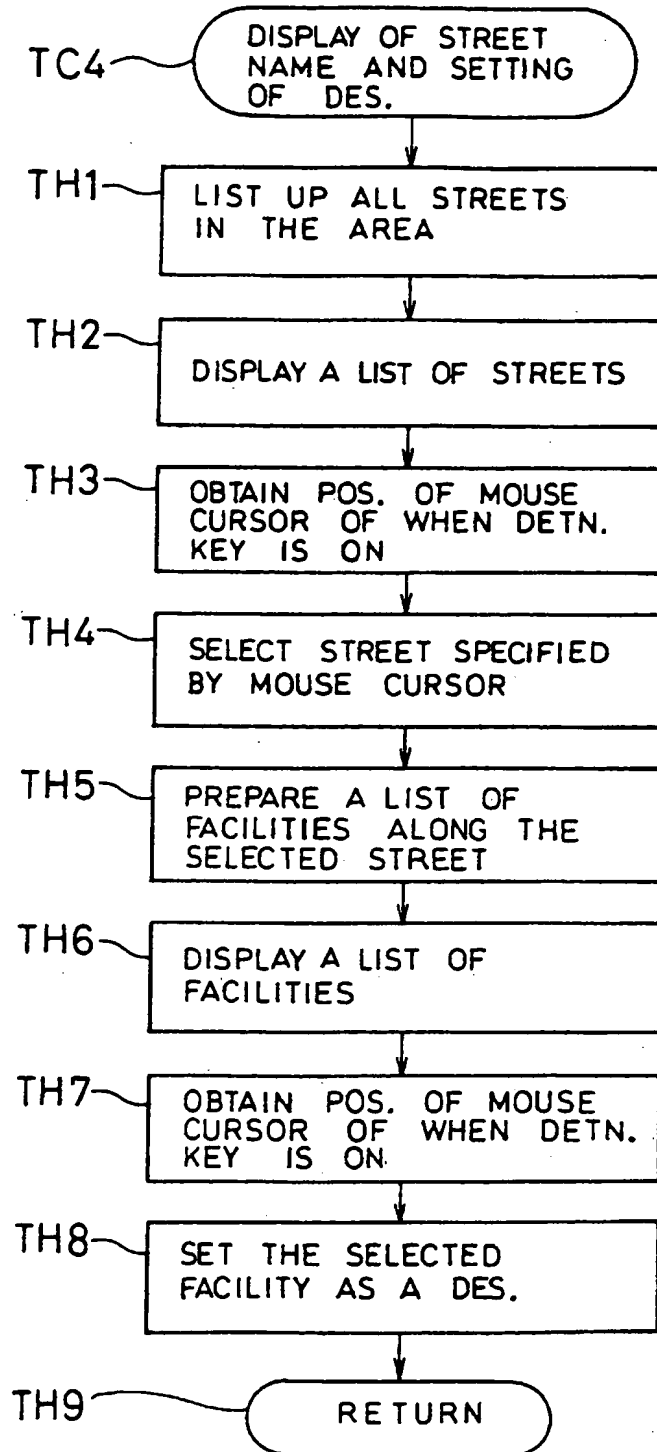 TC4
DISPLAY OF STREET
NAME AND SETTING
OF DES.
TH1
LIST UP ALL STREETS
IN THE AREA
TH2
DISPLAY A LIST OF STREETS
TH3
OBTAIN POS. OF MOUSE
CURSOR OF WHEN DETN.
KEY IS ON
TH4
SELECT STREET SPECIFIED
BY MOUSE CURSOR
TH5
PREPARE A LIST OF
FACILITIES ALONG THE
SELECTED STREET
TH6
DISPLAY A LIST OF
FACILITIES
TH7
OBTAIN POS. OF MOUSE
CURSOR OF WHEN DETN.
KEY IS ON
TH8
SET THE SELECTED
FACILITY AS A DES.
TH9
RETURN